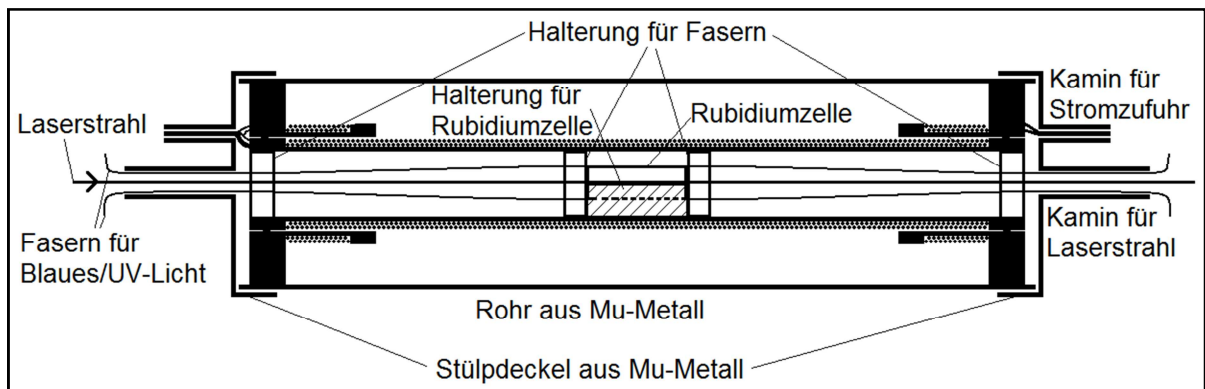 Halterung für Fasern
Kamin für
Stromzufuhr
Halterung für
Rubidiumzelle
Rubidiumzelle
Laserstrahl
Fasern für
Blaues/UV-Licht
Kamin für
Laserstrahl
Rohr aus Mu-Metall
Stülpdeckel aus Mu-Metall